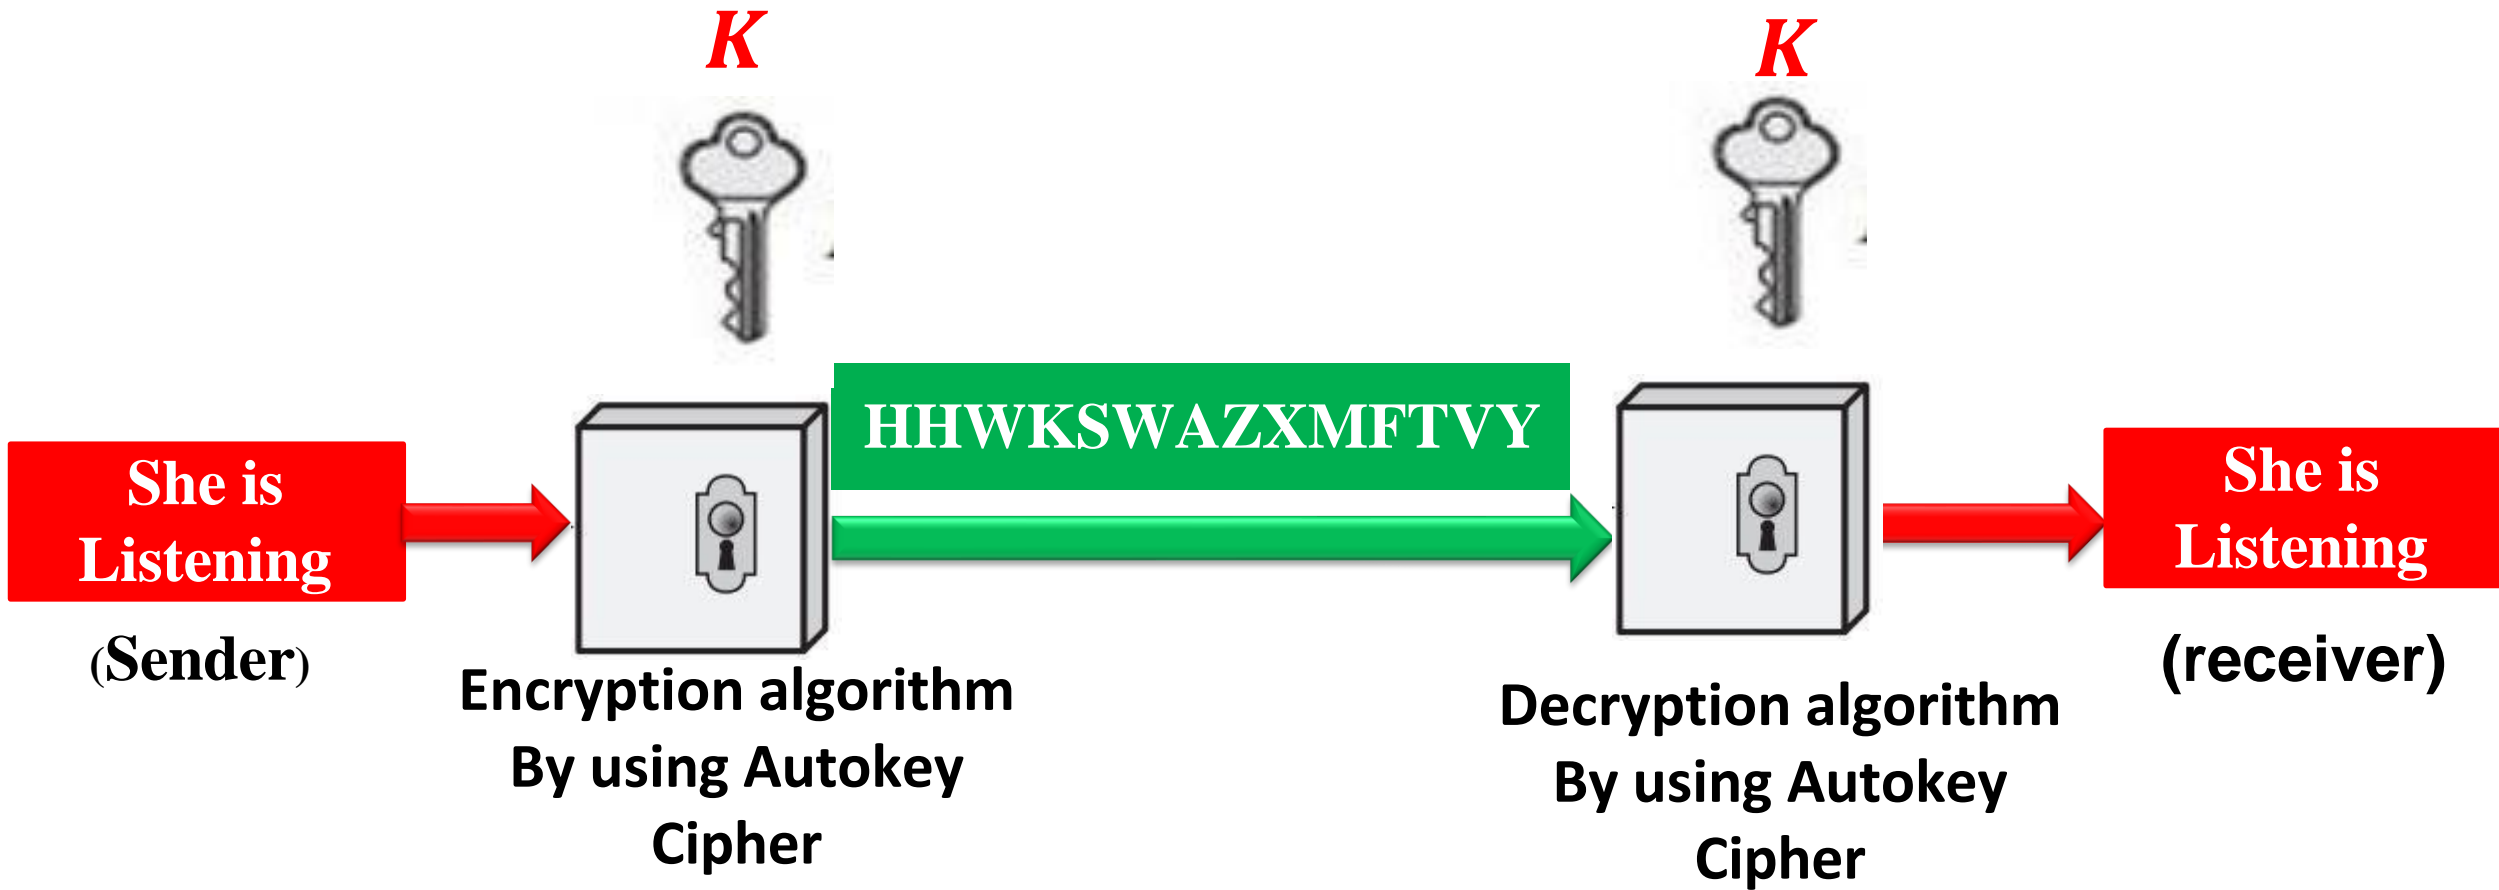 K
K
HHWKSWAZXMFTVY
She is
Listening
She is
Listening
(Sender)
(receiver)
Encryption algorithm
By using Autokey
Cipher
Decryption algorithm
By using Autokey
Cipher